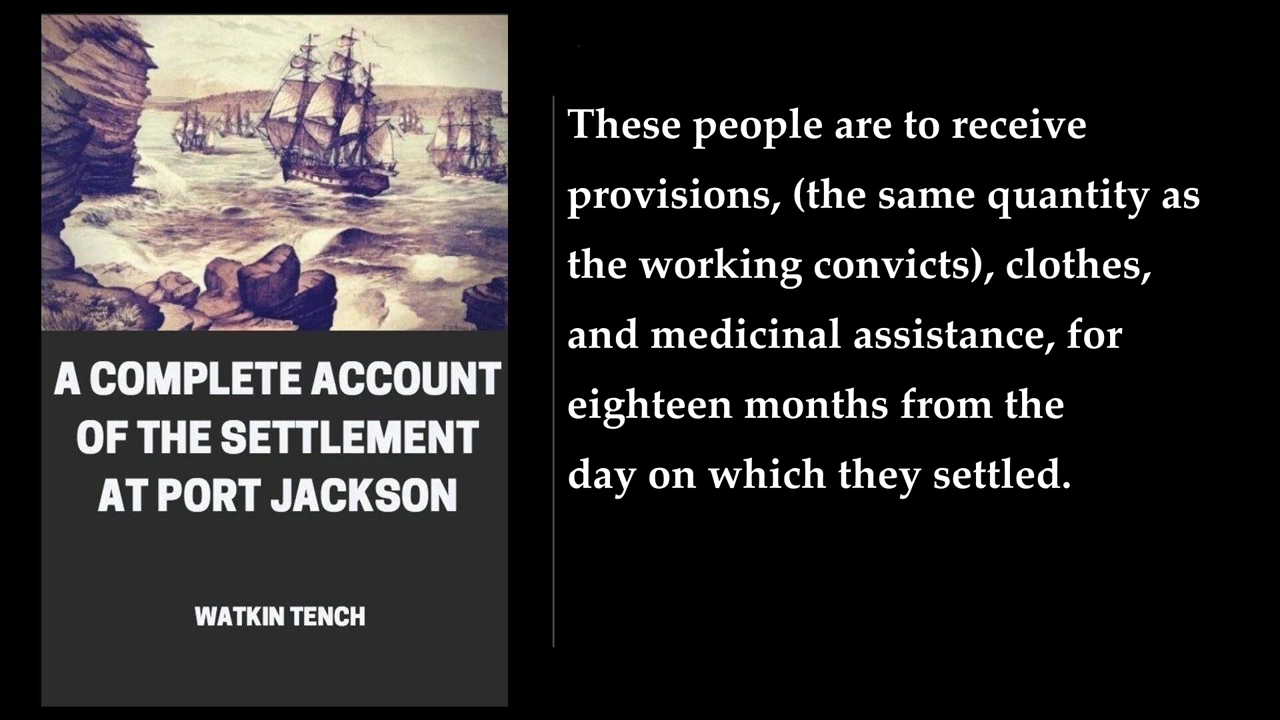 A COMPLETE ACCOUNT
OF THE SETTLEMENT
AT PORT JACKSON
WATKIN TENCH
These people are to receive
provisions, (the same quantity as
the working convicts), clothes,
and medicinal assistance, for
eighteen months from the
day on which they settled.